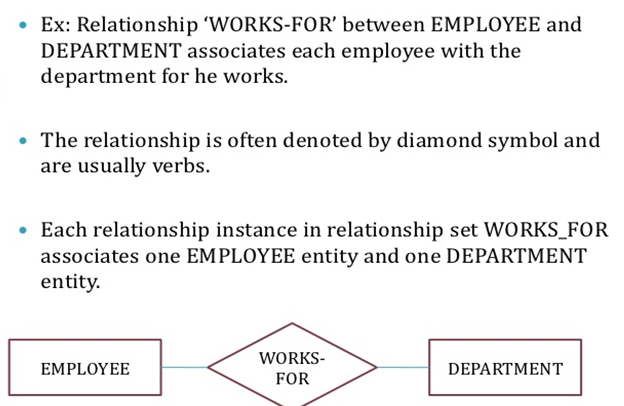 Ex: Relationship ‘WORKS-FOR’ between EMPLOYEE and
DEPARTMENT associates each employee with the
department for he works.
The relationship is often denoted by diamond symbol and
are usually verbs.
Each relationship instance in relationship set WORKS_FOR
associates one EMPLOYEE entity and one DEPARTMENT
entity.
EMPLOYEE
WORKS-
FOR
DEPARTMENT